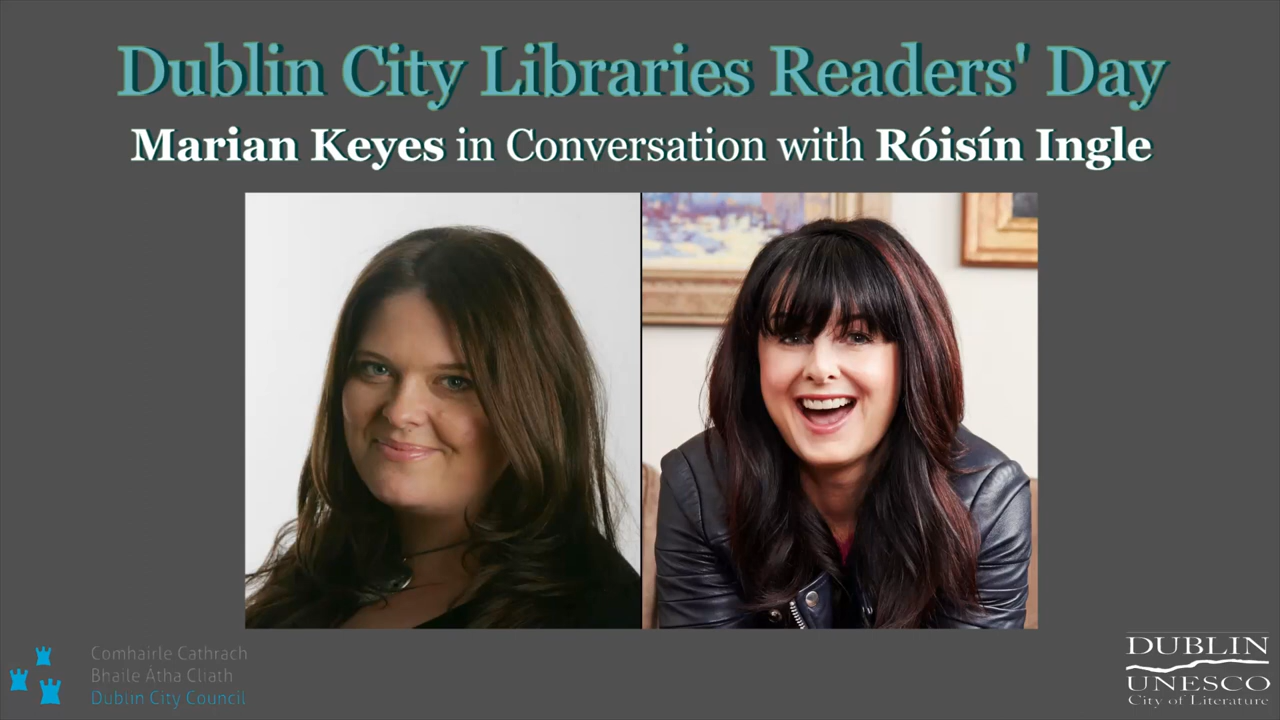 Dublin City Libraries Readers' Day
Marian Keyes in Conversation with Róisín Ingle
Comhairle Cathrach
Bhaile Átha Cliath
Dublin City Council
DUBLIN
UNESCO
City of Literature